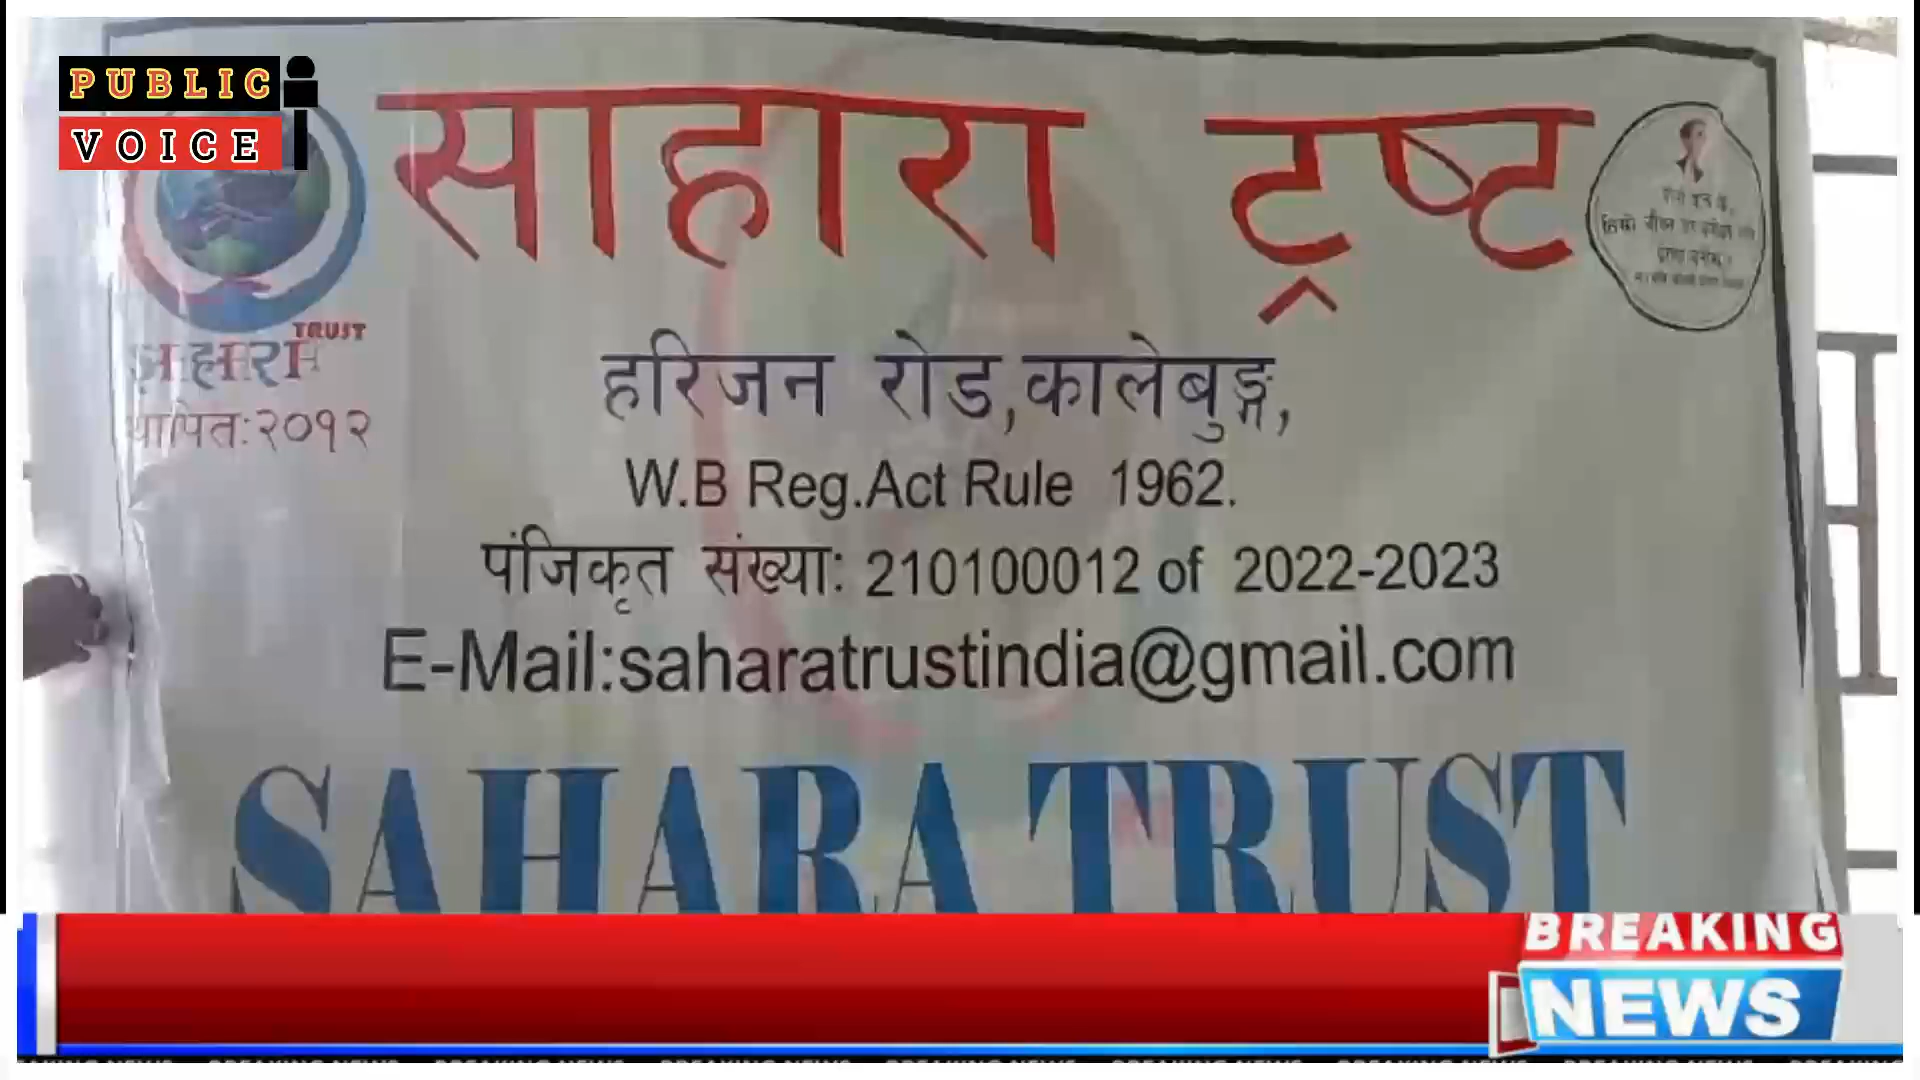 PUBLIC
VOICE
साहारा ट्रष्ट
TRUST
साहारा
स्थापित:२०१२
हरिजन रोड,कालेबुङ्ग,
W.B Reg.Act Rule 1962.
पंजिकृत संख्या: 210100012 of 2022-2023
E-Mail:saharatrustindia@gmail.com
SAHARA TRUST
BREAKING
NEWS